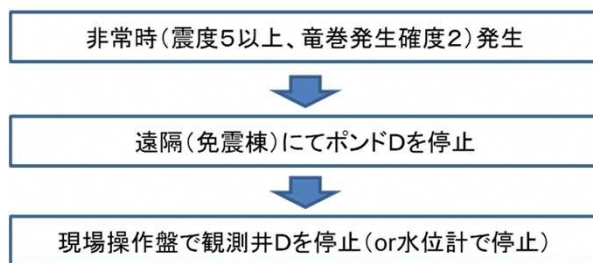 非常時(震度5以上、竜巻発生確度2)発生
遠隔(免震棟)にてポンドDを停止
現場操作盤で観測井Dを停止(or水位計で停止)